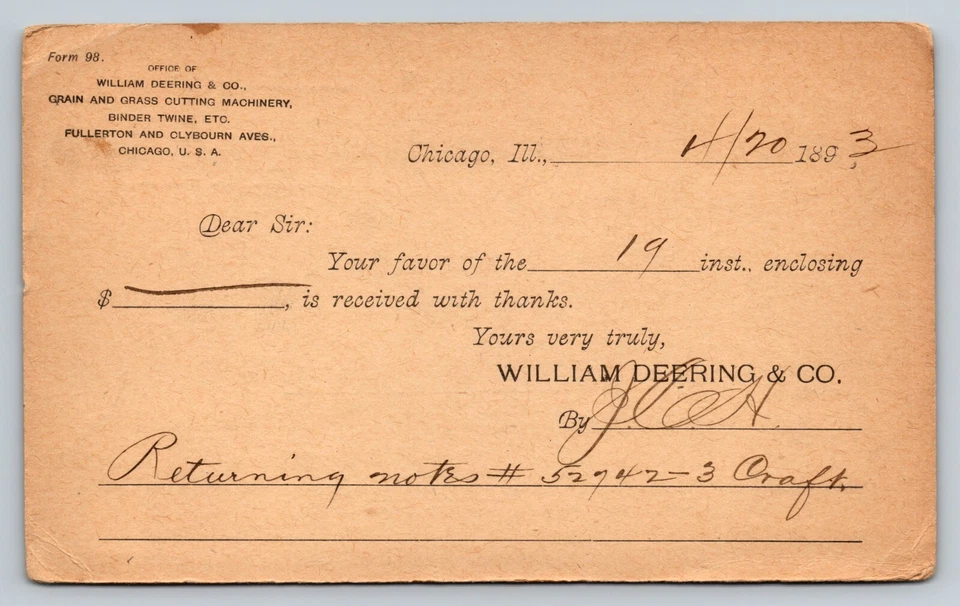 Form 98.
OFFICE OF
WILLIAM DEERING & CO.,
GRAIN AND GRASS CUTTING MACHINERY,
BINDER TWINE, ETC.
FULLERTON AND CLYBOURN AVES.,
CHICAGO, U. S. A.
Chicago, Ill., 4/20 1893
Dear Sir:
Your favor of the 19 inst., enclosing
$ , is received with thanks.
Yours very truly,
WILLIAM DEERING & CO.
By
Returning notes # 52942-3 Craft.